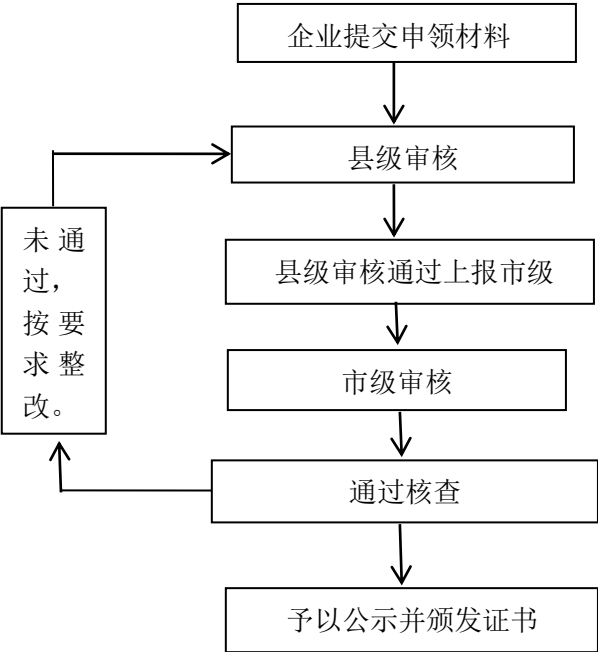 企业提交申领材料
县级审核
县级审核通过上报市级
市级审核
通过核查
予以公示并颁发证书
未通
过，
按要
求整
改。